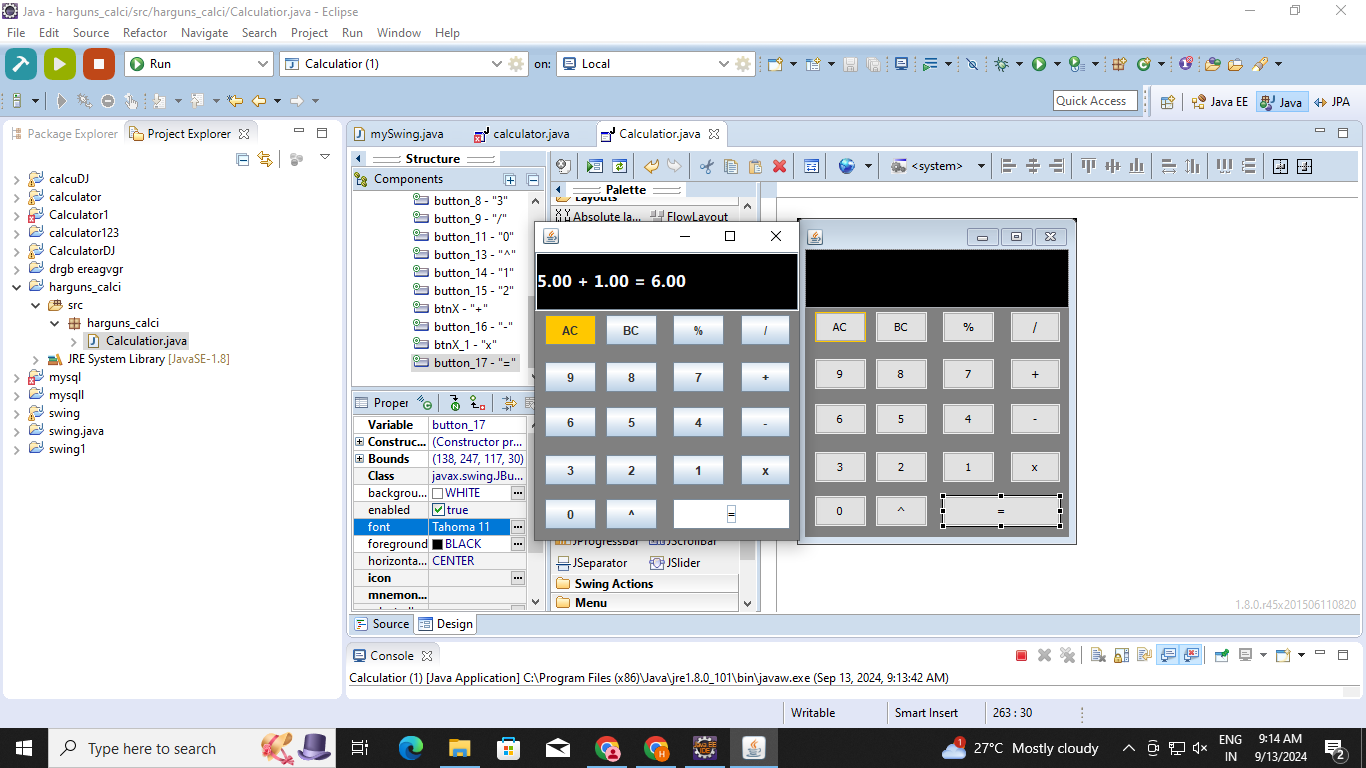 Java - harguns_calci/src/harguns_calci/Calculatior.java - Eclipse
File Edit Source Refactor Navigate Search Project Run Window Help
Run Calculatior (1) on: Local
Quick Access Java EE Java JPA
Package Explorer Project Explorer
calcuDJ
calculator
Calculator1
calculator123
CalculatorDJ
drgb ereagvgr
harguns_calci
src
harguns_calci
Calculatior.java
JRE System Library [JavaSE-1.8]
mysql
mysqll
swing
swing.java
swing1
mySwing.java calculator.java Calculatior.java
Structure
Components
button_8 - "3"
button_9 - "/"
button_11 - "0"
button_13 - "^"
button_14 - "1"
button_15 - "2"
btnX - "+"
button_16 - "-"
btnX_1 - "x"
button_17 - "="
Proper
Variable button_17
Construc... (Constructor pr...
Bounds (138, 247, 117, 30)
Class javax.swing.JBu...
backgrou... WHITE
enabled true
font Tahoma 11
foreground BLACK
horizonta... CENTER
icon
mnemon...
<system>
Palette
Layouts
Absolute la... FlowLayout
5.00 + 1.00 = 6.00
AC BC % /
9 8 7 +
6 5 4 -
3 2 1 x
0 ^ =
AC BC % /
9 8 7 +
6 5 4 -
3 2 1 x
0 ^ =
JProgressBar JScrollBar
JSeparator JSlider
Swing Actions
Menu
1.8.0.r45x201506110820
Source Design
Console
Calculatior (1) [Java Application] C:\Program Files (x86)\Java\jre1.8.0_101\bin\javaw.exe (Sep 13, 2024, 9:13:42 AM)
Writable Smart Insert 263 : 30
Type here to search
1
27°C Mostly cloudy
ENG
IN
9:14 AM
9/13/2024
2